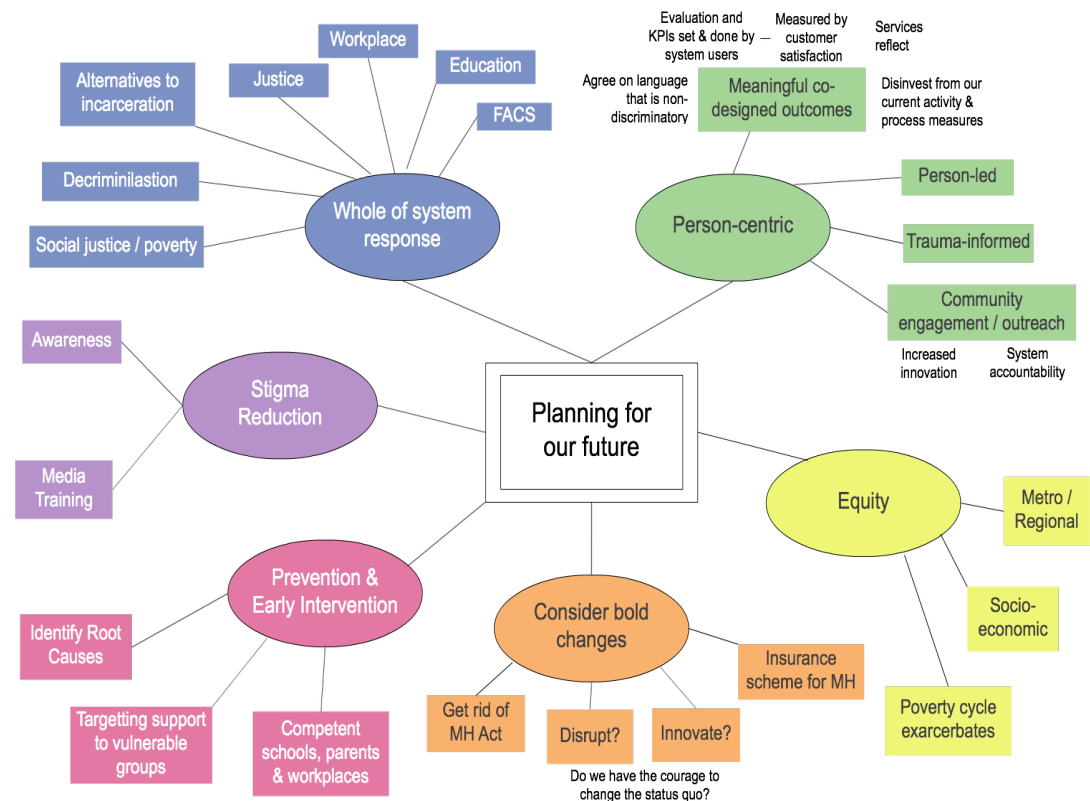 Workplace
Justice
Education
Alternatives to
incarceration
FACS
Decriminilastion
Social justice / poverty
Whole of system
response
Evaluation and
KPIs set & done by
system users
—
Measured by
customer
satisfaction
Services
reflect
Agree on language
that is non-
discriminatory
Meaningful co-
designed outcomes
Disinvest from our
current activity &
process measures
Person-centric
Person-led
Trauma-informed
Community
engagement / outreach
Increased
innovation
System
accountability
Awareness
Stigma
Reduction
Media
Training
Planning for
our future
Equity
Metro /
Regional
Socio-
economic
Poverty cycle
exarcerbates
Prevention &
Early Intervention
Identify Root
Causes
Targetting support
to vulnerable
groups
Competent
schools, parents
& workplaces
Consider bold
changes
Get rid of
MH Act
Disrupt?
Innovate?
Insurance
scheme for MH
Do we have the courage to
change the status quo?